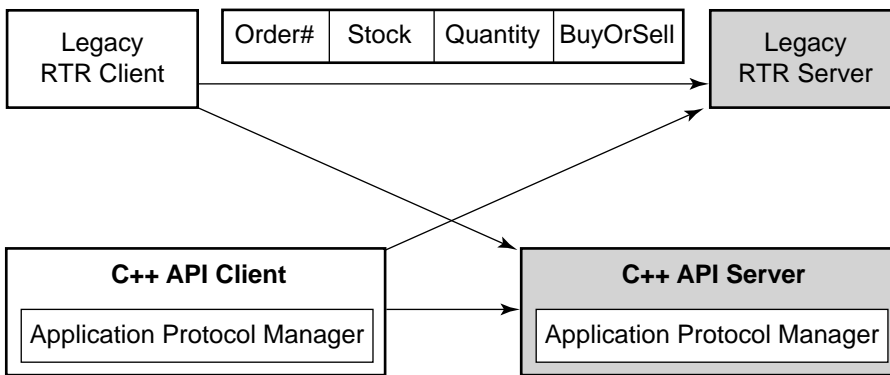 Legacy
RTR Client
Order# Stock Quantity BuyOrSell
Legacy
RTR Server
C++ API Client
Application Protocol Manager
C++ API Server
Application Protocol Manager